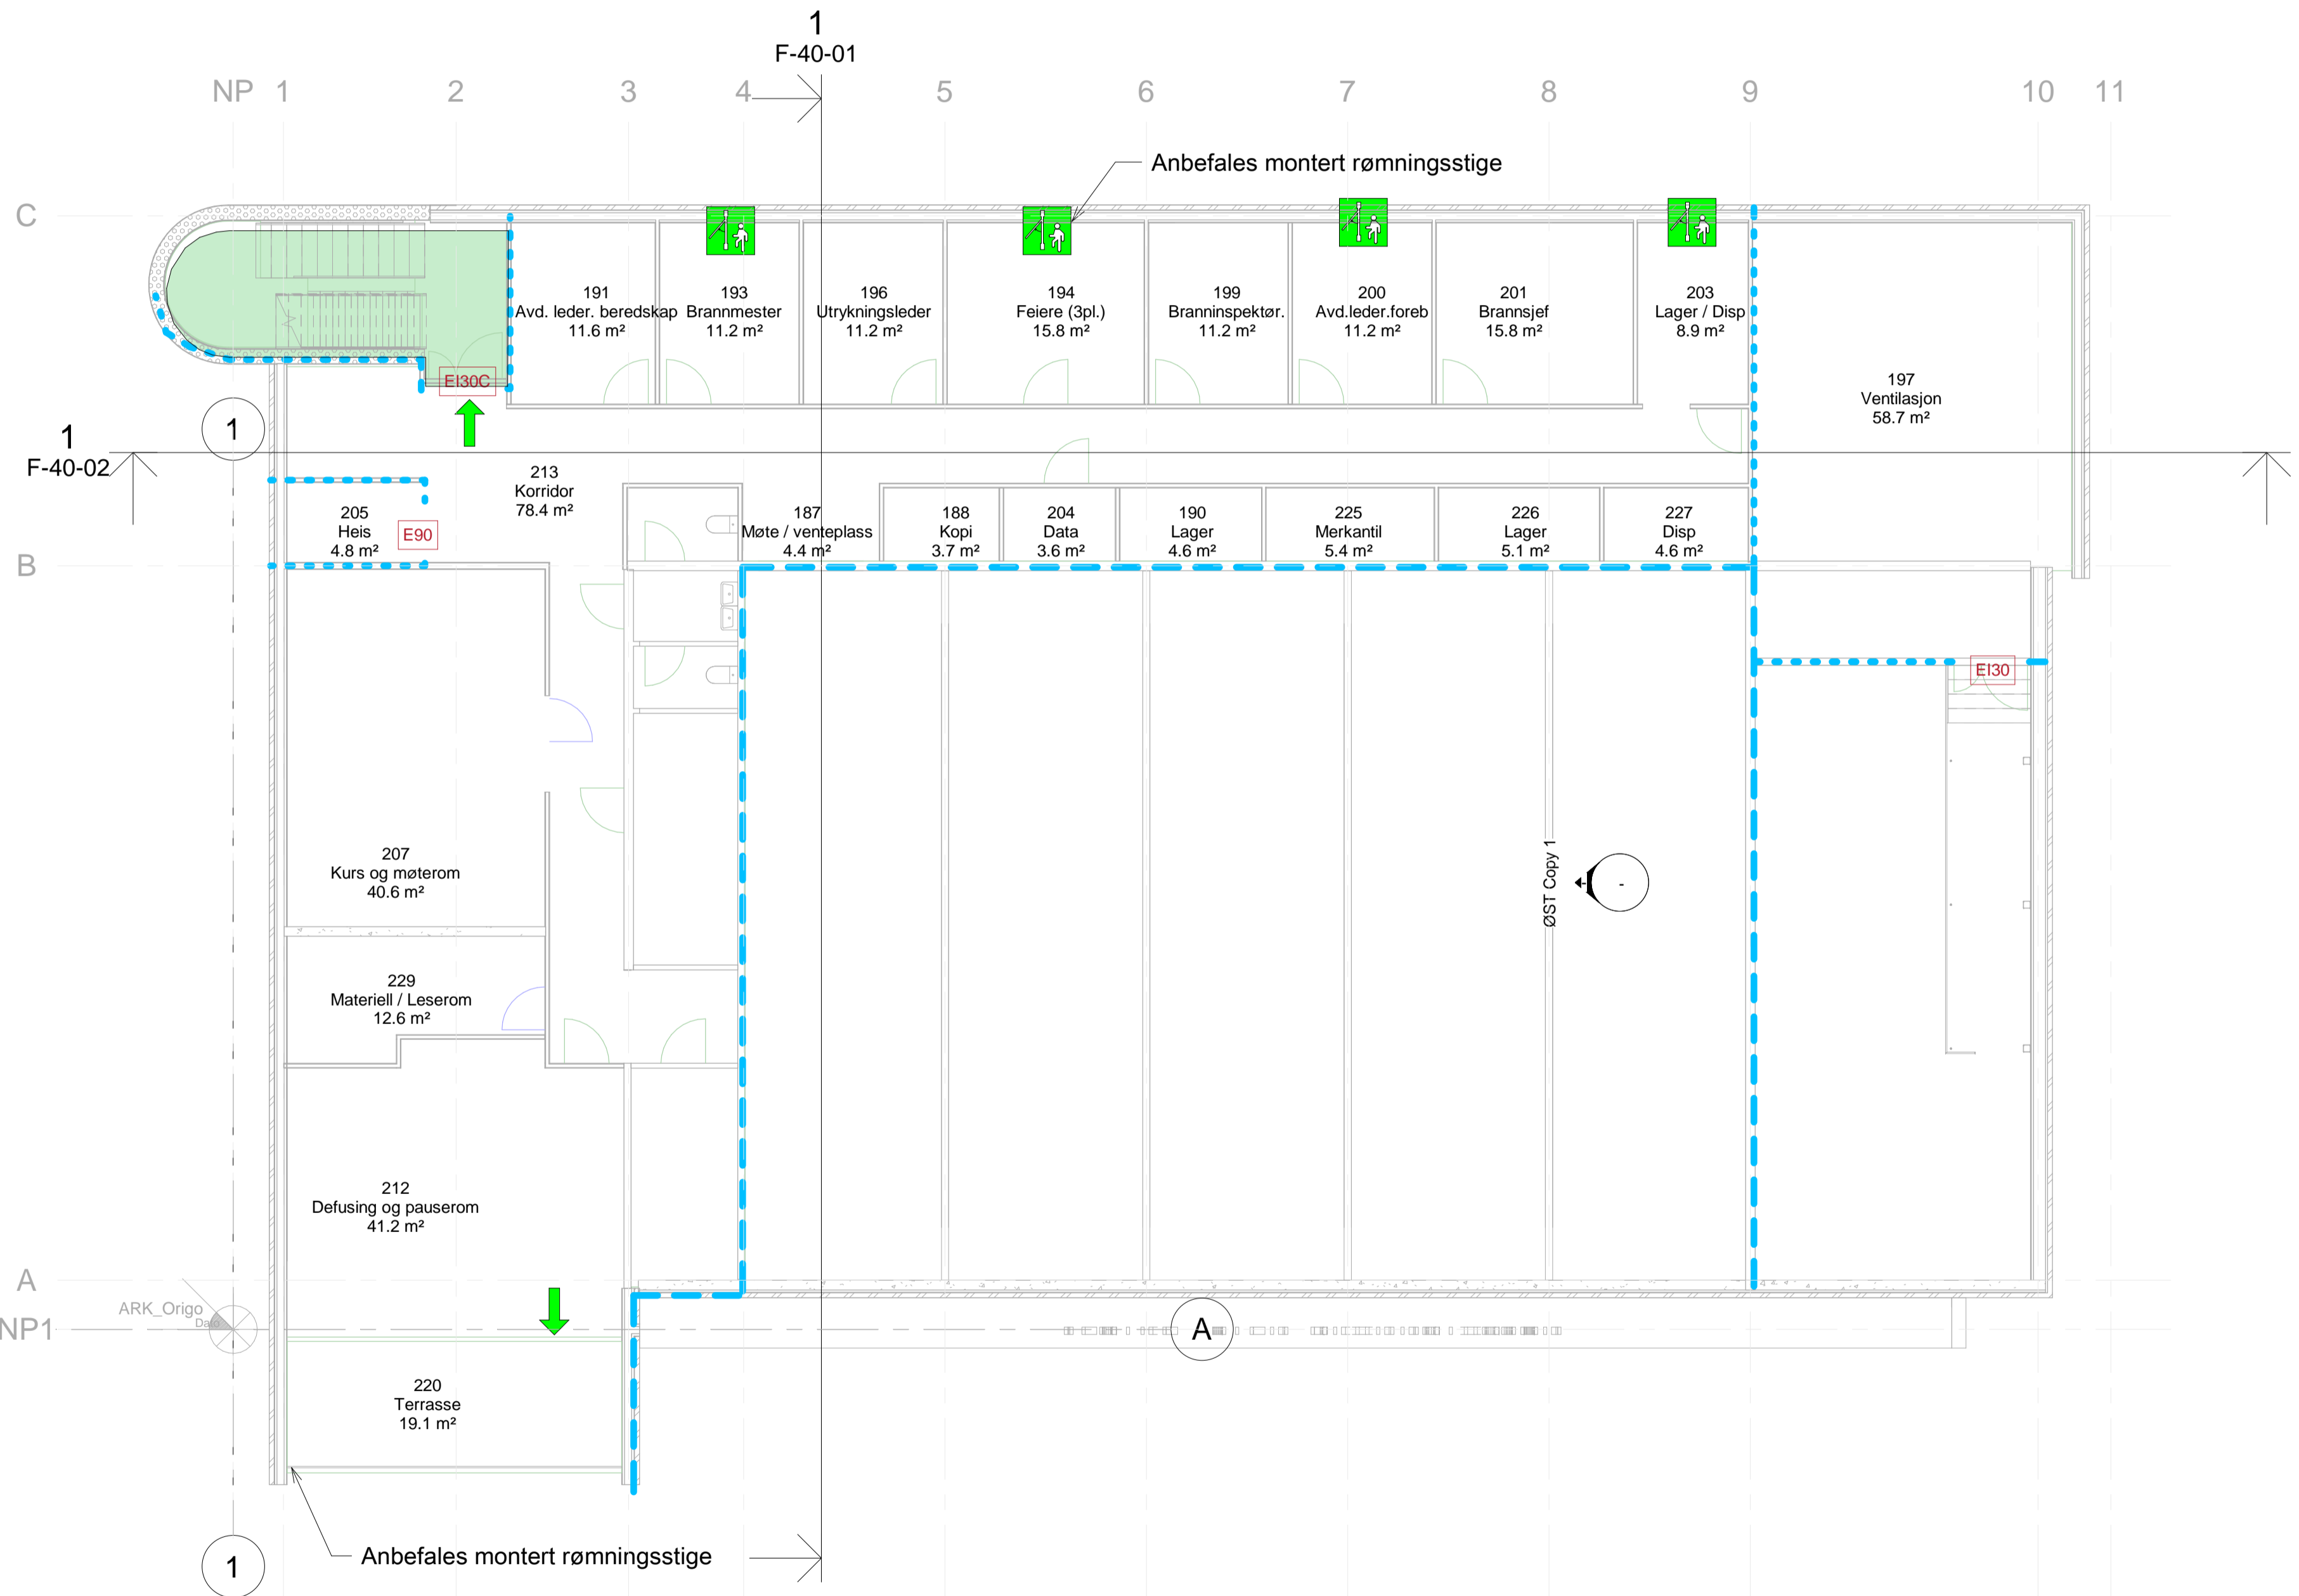 1
F-40-01
NP 1 2 3 4 5 6 7 8 9 10 11
Anbefales montert rømningsstige
C
191
Avd. leder. beredskap
11.6 m²
193
Brannmester
11.2 m²
196
Utrykningsleder
11.2 m²
194
Feiere (3pl.)
15.8 m²
199
Branninspektør.
11.2 m²
200
Avd.leder.foreb
11.2 m²
201
Brannsjef
15.8 m²
203
Lager / Disp
8.9 m²
197
Ventilasjon
58.7 m²
EI30C
1
1
F-40-02
213
Korridor
78.4 m²
205
Heis
4.8 m²
E90
187
Møte / venteplass
4.4 m²
188
Kopi
3.7 m²
204
Data
3.6 m²
190
Lager
4.6 m²
225
Merkantil
5.4 m²
226
Lager
5.1 m²
227
Disp
4.6 m²
B
EI30
207
Kurs og møterom
40.6 m²
ØST Copy 1
-
229
Materiell / Leserom
12.6 m²
212
Defusing og pauserom
41.2 m²
A
ARK_Origo
Dato
NP1
A
220
Terrasse
19.1 m²
Anbefales montert rømningsstige
1